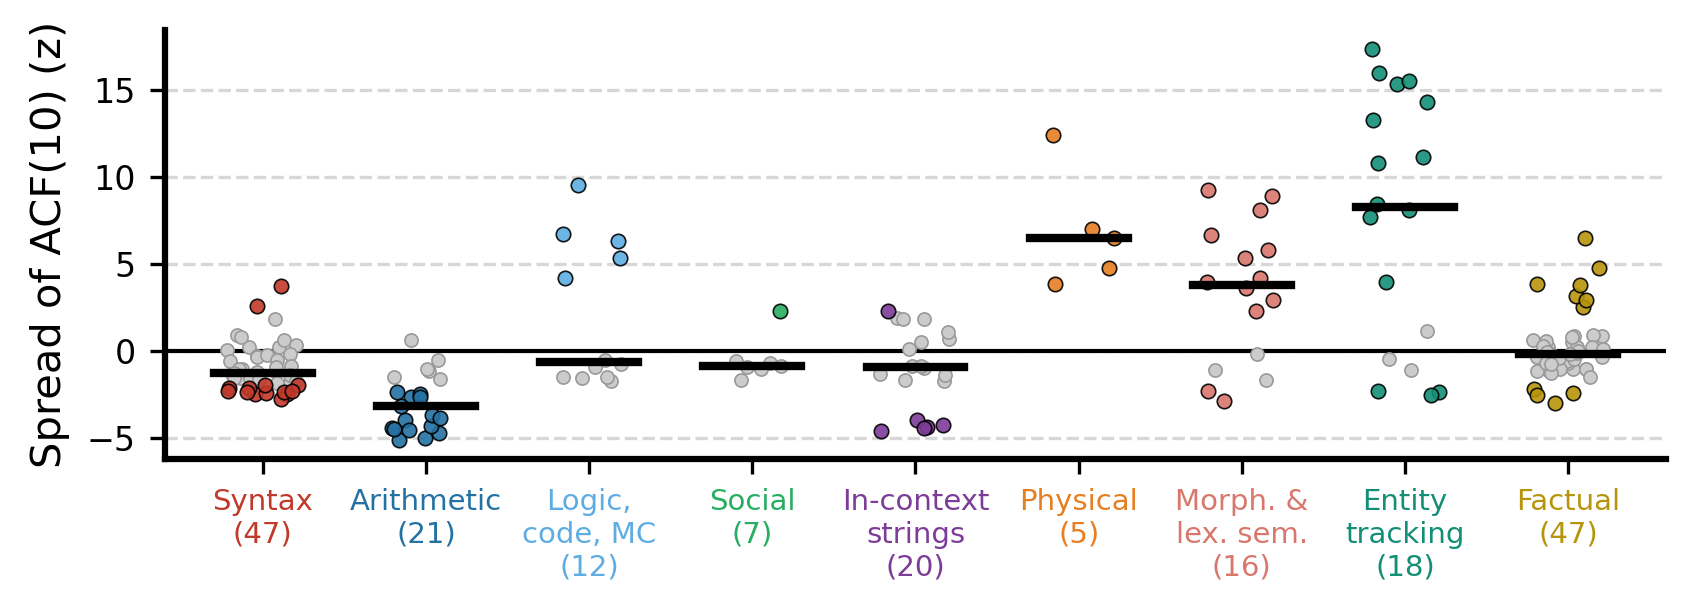 Spread of ACF(10) (z)
15
10
5
0
−5
Syntax
(47)
Arithmetic
(21)
Logic,
code, MC
(12)
Social
(7)
In-context
strings
(20)
Physical
(5)
Morph. &
lex. sem.
(16)
Entity
tracking
(18)
Factual
(47)